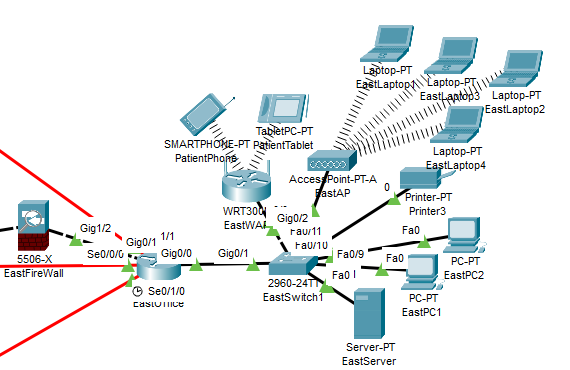 Laptop-PT
EastLaptop1
Laptop-PT
EastLaptop3
Laptop-PT
EastLaptop2
SMARTPHONE-PT
PatientPhone
TabletPC-PT
PatientTablet
Laptop-PT
EastLaptop4
AccessPoint-PT-A
EastAP
0
Printer-PT
Printer3
WRT300
EastWAP
Gig0/2
Fa0/11
Fa0/10
Gig1/2
Gig0/1
1/1
Se0/0/0
Gig0/0
Gig0/1
Fa0/9
Fa0
PC-PT
EastPC2
5506-X
EastFireWall
EastOffice
Se0/1/0
2960-24TT
EastSwitch1
Fa0
Fa0
PC-PT
EastPC1
Server-PT
EastServer